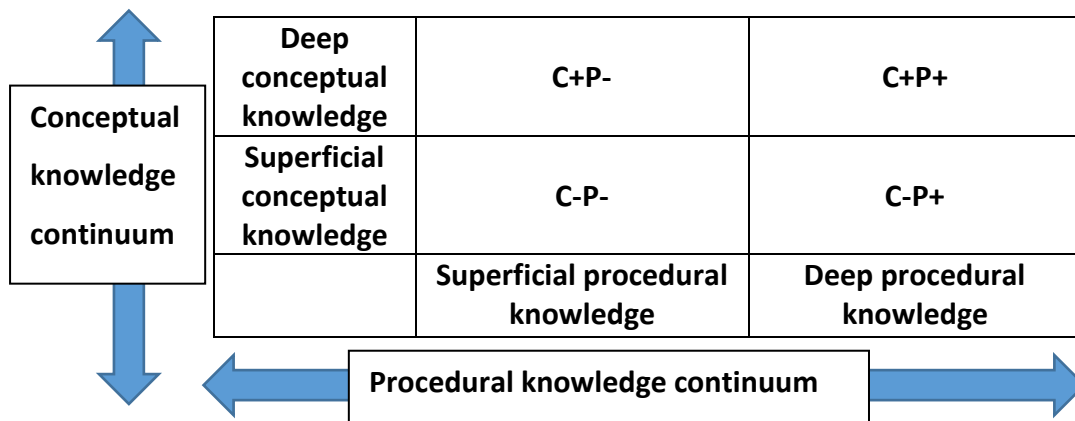 Conceptual
knowledge
continuum
Deep
conceptual
knowledge
C+P-
C+P+
Superficial
conceptual
knowledge
C-P-
C-P+
Superficial procedural
knowledge
Deep procedural
knowledge
Procedural knowledge continuum